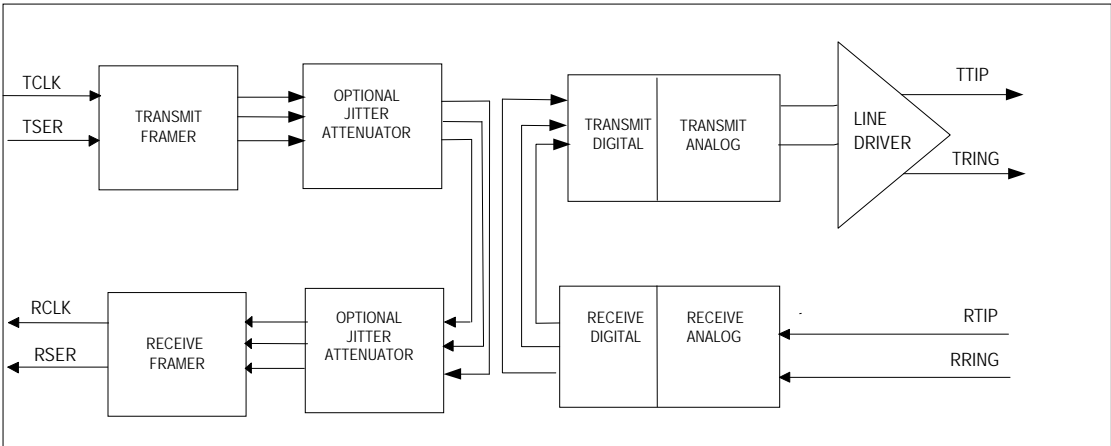 TCLK
TSER
TRANSMIT
FRAMER
OPTIONAL
JITTER
ATTENUATOR
TRANSMIT
DIGITAL
TRANSMIT
ANALOG
LINE
DRIVER
TTIP
TRING
RCLK
RSER
RECEIVE
FRAMER
OPTIONAL
JITTER
ATTENUATOR
RECEIVE
DIGITAL
RECEIVE
ANALOG
RTIP
RRING